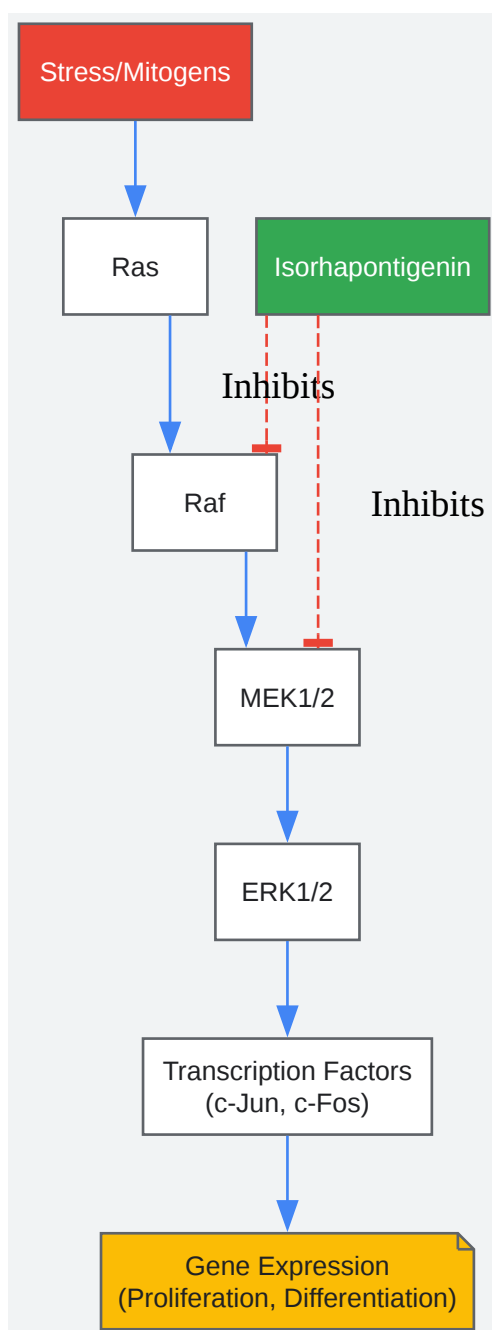 Stress/Mitogens
Ras
Isorhapontigenin
Inhibits
Raf
Inhibits
MEK1/2
ERK1/2
Transcription Factors
(c-Jun, c-Fos)
Gene Expression
(Proliferation, Differentiation)